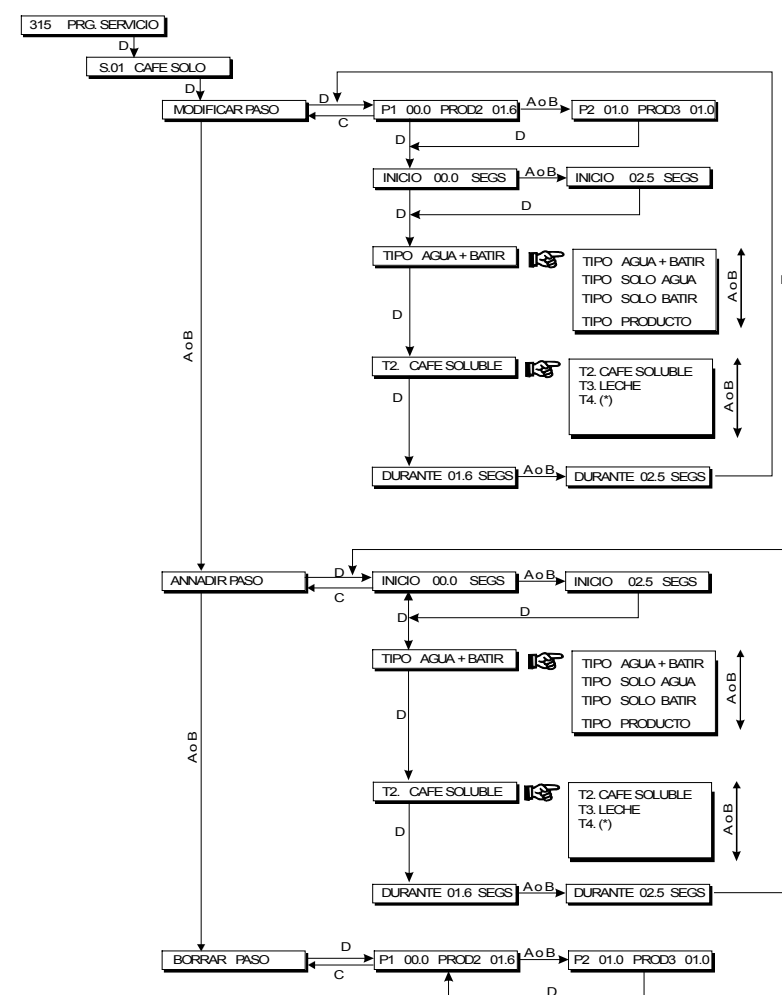 315 PRG. SERVICIO
D
S.01 CAFE SOLO
D
MODIFICAR PASO
D
C
P1 00.0 PROD2 01.6
A o B
P2 01.0 PROD3 01.0
D
D
INICIO 00.0 SEGS
A o B
INICIO 02.5 SEGS
D
D
TIPO AGUA + BATIR
TIPO AGUA + BATIR
TIPO SOLO AGUA
TIPO SOLO BATIR
TIPO PRODUCTO
A o B
D
A o B
T2. CAFE SOLUBLE
T2. CAFE SOLUBLE
T3. LECHE
T4. (*)
A o B
D
DURANTE 01.6 SEGS
A o B
DURANTE 02.5 SEGS
ANNADIR PASO
D
C
INICIO 00.0 SEGS
A o B
INICIO 02.5 SEGS
D
D
TIPO AGUA + BATIR
TIPO AGUA + BATIR
TIPO SOLO AGUA
TIPO SOLO BATIR
TIPO PRODUCTO
A o B
D
A o B
T2. CAFE SOLUBLE
T2. CAFE SOLUBLE
T3. LECHE
T4. (*)
A o B
D
DURANTE 01.6 SEGS
A o B
DURANTE 02.5 SEGS
BORRAR PASO
D
C
P1 00.0 PROD2 01.6
A o B
P2 01.0 PROD3 01.0
D